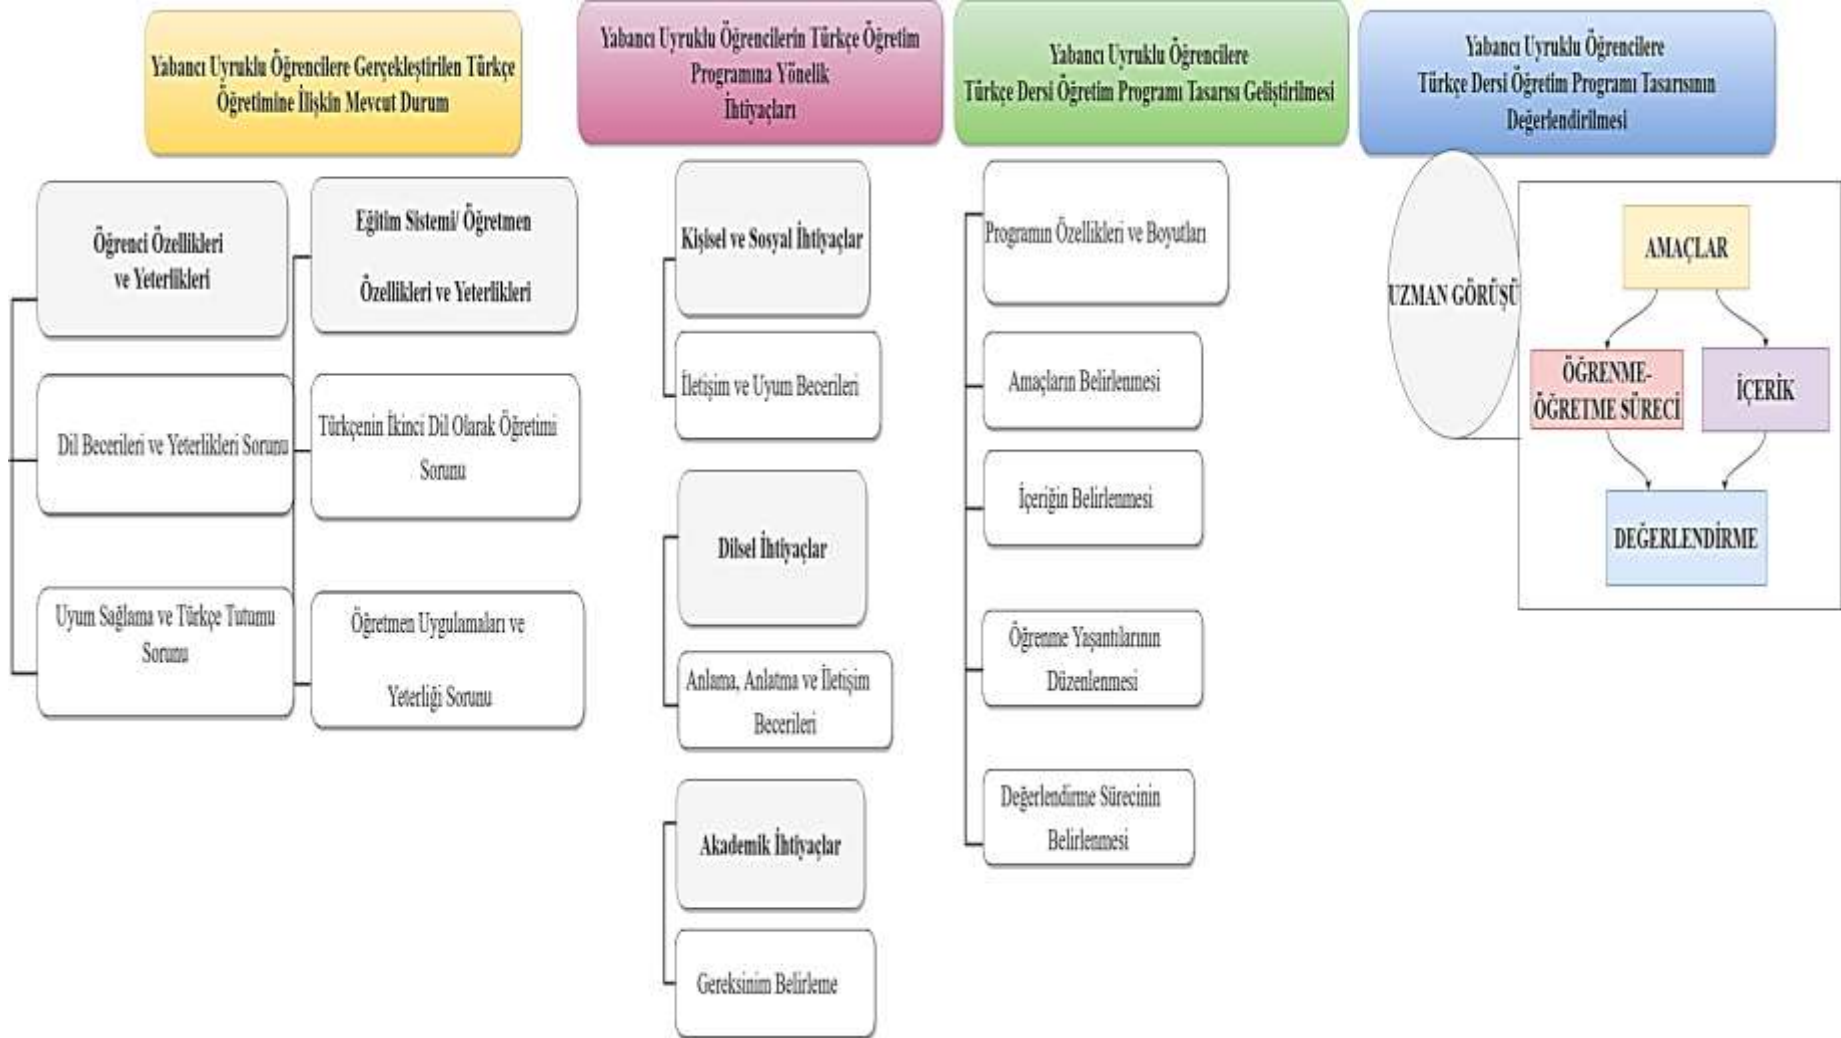 Yabancı Uyruklu Öğrencilere Gerçekleştirilen Türkçe
Öğretimine İlişkin Mevcut Durum
Öğrenci Özellikleri
ve Yeterlikleri
Dil Becerileri ve Yeterlikleri Sorunu
Uyum Sağlama ve Türkçe Tutumu
Sorunu
Eğitim Sistemi/ Öğretmen
Özellikleri ve Yeterlikleri
Türkçenin İkinci Dil Olarak Öğretimi
Sorunu
Öğretmen Uygulamaları ve
Yeterliği Sorunu
Yabancı Uyruklu Öğrencilerin Türkçe Öğretim
Programına Yönelik
İhtiyaçları
Kişisel ve Sosyal İhtiyaçlar
İletişim ve Uyum Becerileri
Dilsel İhtiyaçlar
Anlama, Anlatma ve İletişim
Becerileri
Akademik İhtiyaçlar
Gereksinim Belirleme
Yabancı Uyruklu Öğrencilere
Türkçe Dersi Öğretim Programı Tasarısı Geliştirilmesi
Programın Özellikleri ve Boyutları
Amaçların Belirlenmesi
İçeriğin Belirlenmesi
Öğrenme Yaşantılarının
Düzenlenmesi
Değerlendirme Sürecinin
Belirlenmesi
Yabancı Uyruklu Öğrencilere
Türkçe Dersi Öğretim Programı Tasarısının
Değerlendirilmesi
UZMAN GÖRÜŞÜ
AMAÇLAR
ÖĞRENME-
ÖĞRETME SÜRECİ
İÇERİK
DEĞERLENDİRME